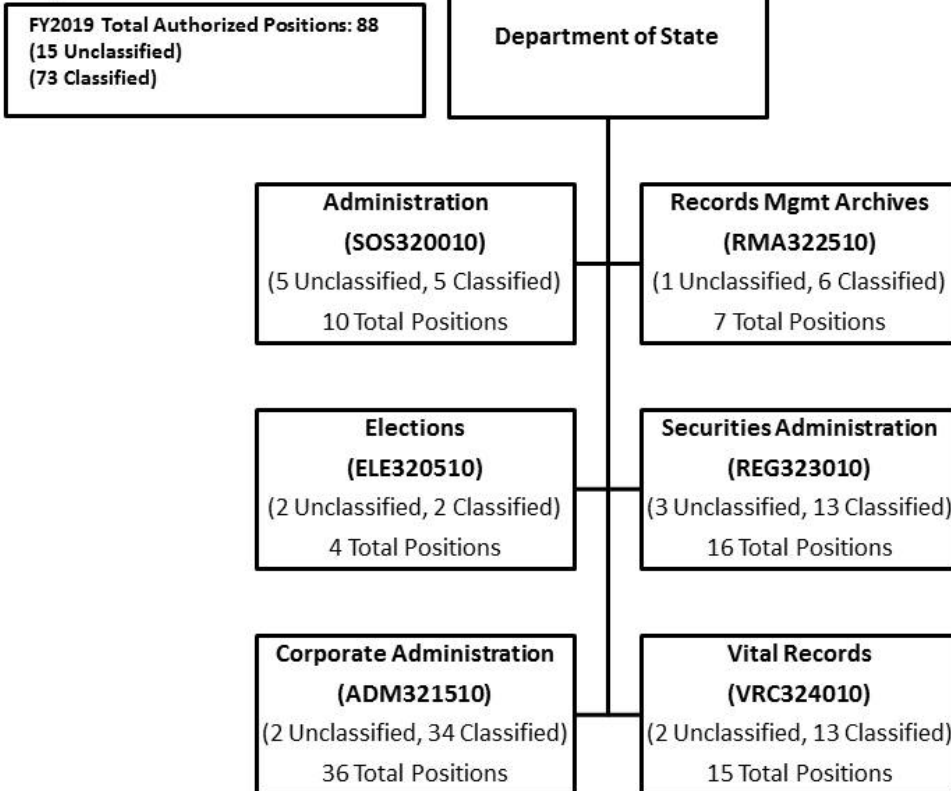 FY2019 Total Authorized Positions: 88
(15 Unclassified)
(73 Classified)
Department of State
Administration
(SOS320010)
(5 Unclassified, 5 Classified)
10 Total Positions
Records Mgmt Archives
(RMA322510)
(1 Unclassified, 6 Classified)
7 Total Positions
Elections
(ELE320510)
(2 Unclassified, 2 Classified)
4 Total Positions
Securities Administration
(REG323010)
(3 Unclassified, 13 Classified)
16 Total Positions
Corporate Administration
(ADM321510)
(2 Unclassified, 34 Classified)
36 Total Positions
Vital Records
(VRC324010)
(2 Unclassified, 13 Classified)
15 Total Positions